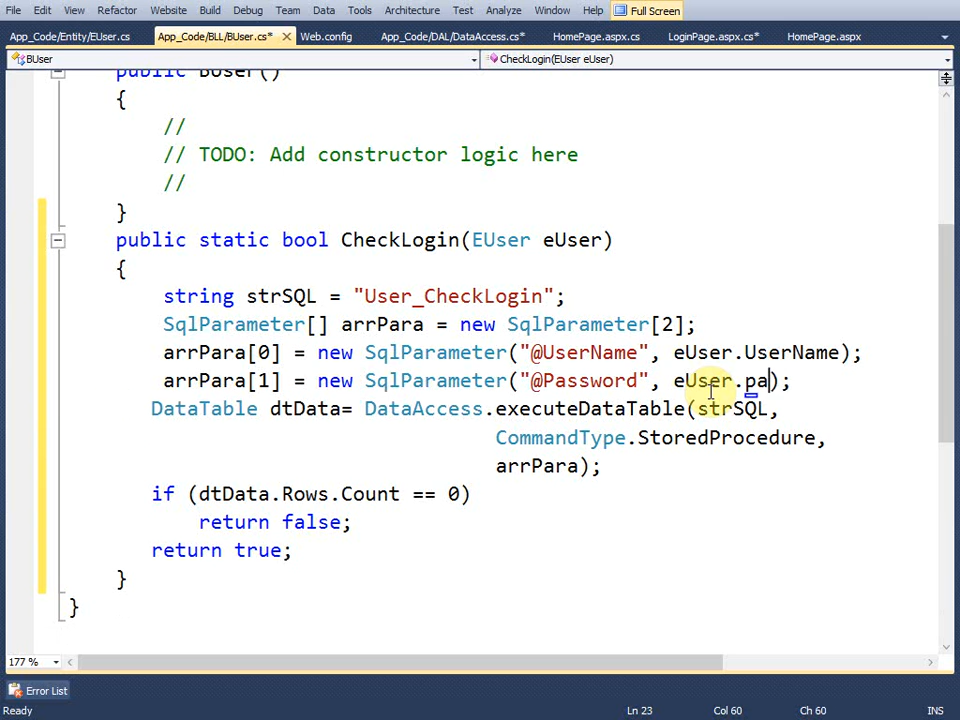 File Edit View Refactor Website Build Debug Team Data Tools Architecture Test Analyze Window Help Full Screen
App_Code/Entity/EUser.cs App_Code/BLL/BUser.cs* Web.config App_Code/DAL/DataAccess.cs* HomePage.aspx.cs LoginPage.aspx.cs* HomePage.aspx
BUser CheckLogin(EUser eUser)
public BUser()
{
//
// TODO: Add constructor logic here
//
}
public static bool CheckLogin(EUser eUser)
{
string strSQL = "User_CheckLogin";
SqlParameter[] arrPara = new SqlParameter[2];
arrPara[0] = new SqlParameter("@UserName", eUser.UserName);
arrPara[1] = new SqlParameter("@Password", eUser.pa);
DataTable dtData= DataAccess.executeDataTable(strSQL,
CommandType.StoredProcedure,
arrPara);
if (dtData.Rows.Count == 0)
return false;
return true;
}
}
177 %
Error List
Ready Ln 23 Col 60 Ch 60 INS